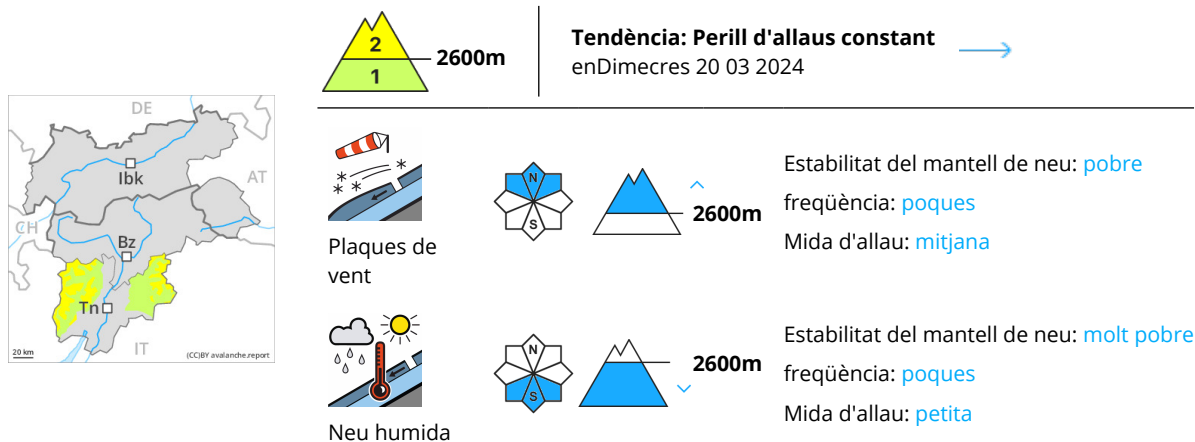 2
1
2600m
Tendència: Perill d'allaus constant
enDimecres 20 03 2024
DE
Ibk
AT
CH
Bz
Tn
IT
20 km
(CC)BY avalanche.report
Plaques de
vent
N
S
2600m
Estabilitat del mantell de neu: pobre
freqüència: poques
Mida d'allau: mitjana
Neu humida
N
S
2600m
Estabilitat del mantell de neu: molt pobre
freqüència: poques
Mida d'allau: petita